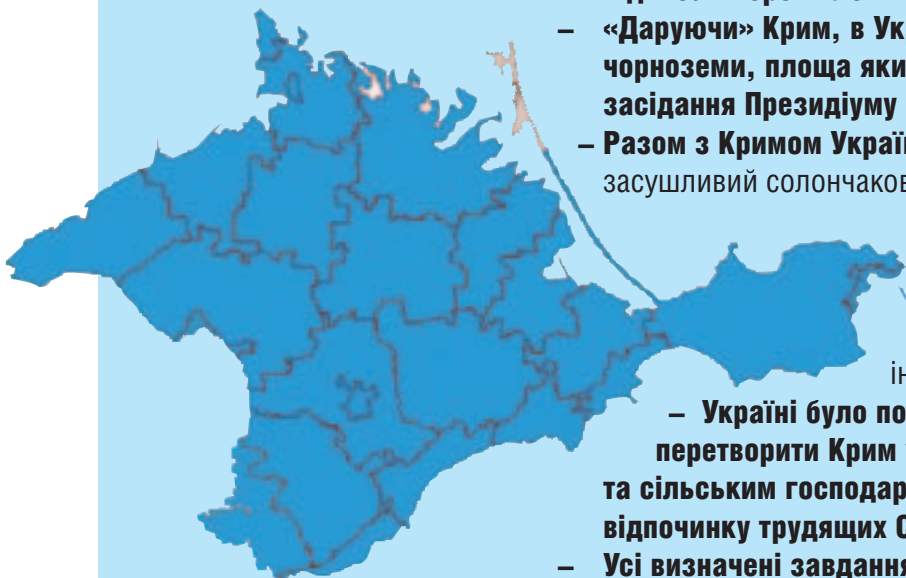 – «Даруючи» Крим, в Ук
чорноземи, площа яки
засідання Президіуму
– Разом з Кримом Украї
засушливий солончаков
ін
– Україні було по
перетворити Крим
та сільським господар
відпочинку трудящих С
– Усі визначені завдання